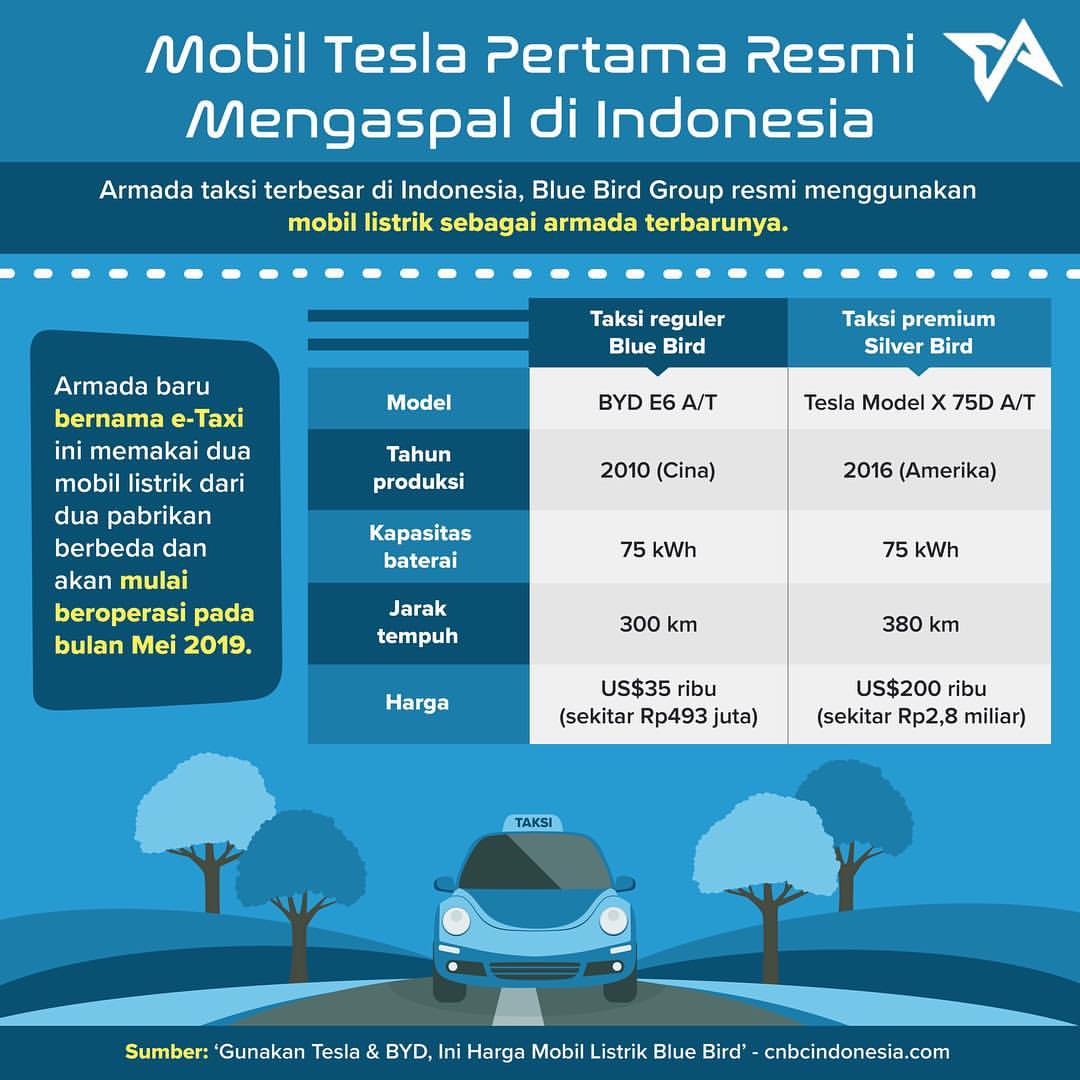 Mobil Tesla Pertama Resmi
Mengaspal di Indonesia
Armada taksi terbesar di Indonesia, Blue Bird Group resmi menggunakan
mobil listrik sebagai armada terbarunya.
Armada baru
bernama e-Taxi
ini memakai dua
mobil listrik dari
dua pabrikan
berbeda dan
akan mulai
beroperasi pada
bulan Mei 2019.
Taksi reguler
Blue Bird
Taksi premium
Silver Bird
Model
BYD E6 A/T
Tesla Model X 75D A/T
Tahun
produksi
2010 (Cina)
2016 (Amerika)
Kapasitas
baterai
75 kWh
75 kWh
Jarak
tempuh
300 km
380 km
Harga
US$35 ribu
(sekitar Rp493 juta)
US$200 ribu
(sekitar Rp2,8 miliar)
TAKSI
Sumber: ‘Gunakan Tesla & BYD, Ini Harga Mobil Listrik Blue Bird’ - cnbcindonesia.com